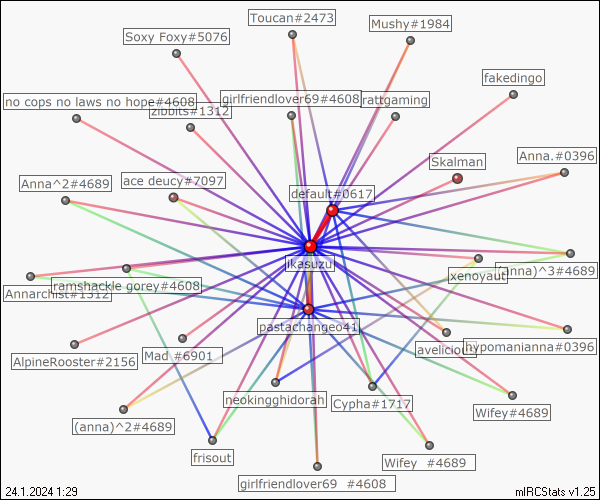 Toucan#2473
Mushy#1984
Soxy Foxy#5076
fakedingo
no cops no laws no hope#4608
zibbits#1312
girlfriendlover69#4608
rattgaming
Skalman
Anna.#0396
Anna^2#4689
ace deucy#7097
default#0617
ikasuzu
xenoyaut
(anna)^3#4689
Annarchist#1312
ramshackle gorey#4608
pastachangeo41
hypomanianna#0396
AlpineRooster#2156
Mad #6901
neokingghidorah
Cypha#1717
Wifey#4689
(anna)^2#4689
frisout
Wifey #4689
girlfriendlover69 #4608
24.1.2024 1:29
mIRCStats v1.25